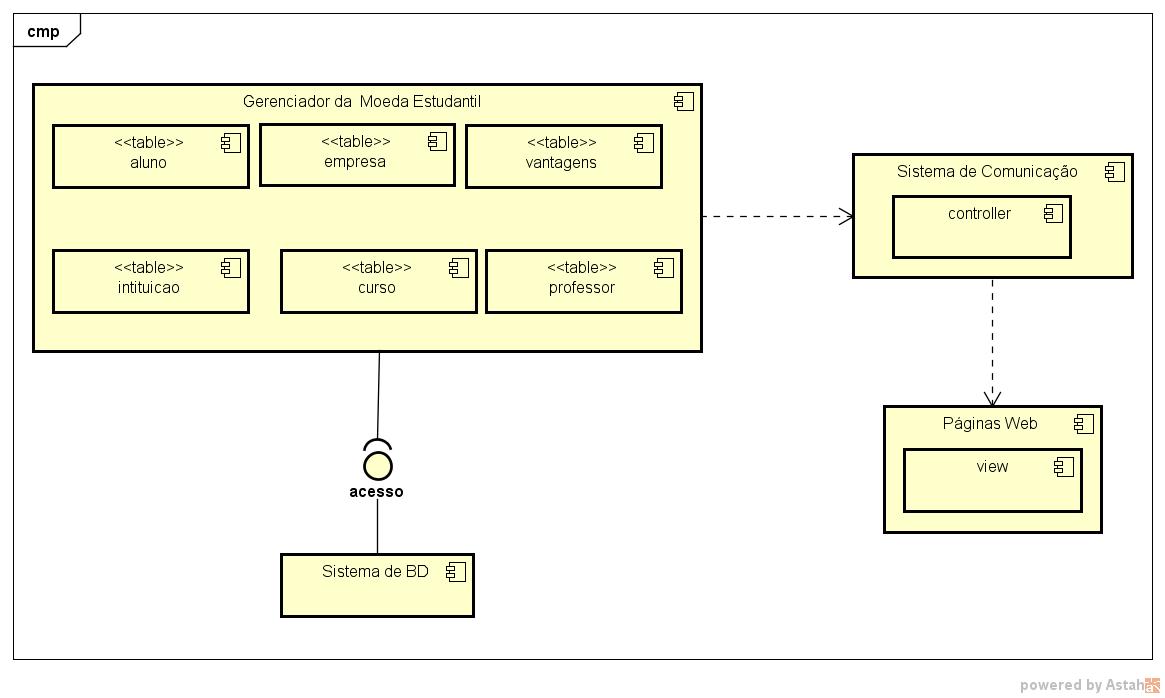 cmp
Gerenciador da  Moeda Estudantil
<<table>>
aluno
<<table>>
empresa
<<table>>
vantagens
<<table>>
intituicao
<<table>>
curso
<<table>>
professor
Sistema de Comunicação
controller
Páginas Web
view
acesso
Sistema de BD
powered by Astah